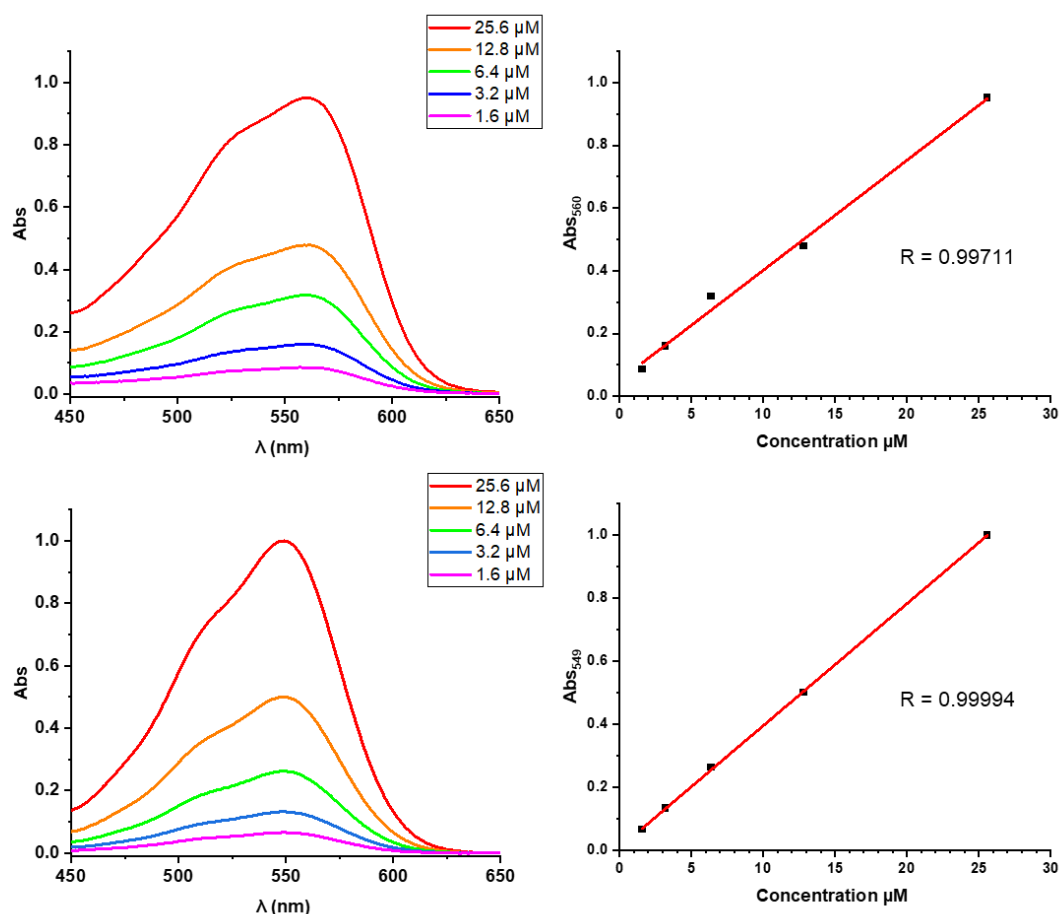 25.6 µM
12.8 µM
6.4 µM
3.2 µM
1.6 µM
1.0
0.8
0.6
0.4
0.2
0.0
Abs
450 500 550 600 650
λ (nm)
1.0
0.8
0.6
0.4
0.2
0.0
Abs560
R = 0.99711
0 5 10 15 20 25 30
Concentration µM
25.6 µM
12.8 µM
6.4 µM
3.2 µM
1.6 µM
1.0
0.8
0.6
0.4
0.2
0.0
Abs
450 500 550 600 650
λ (nm)
1.0
0.8
0.6
0.4
0.2
0.0
Abs549
R = 0.99994
0 5 10 15 20 25 30
Concentration µM